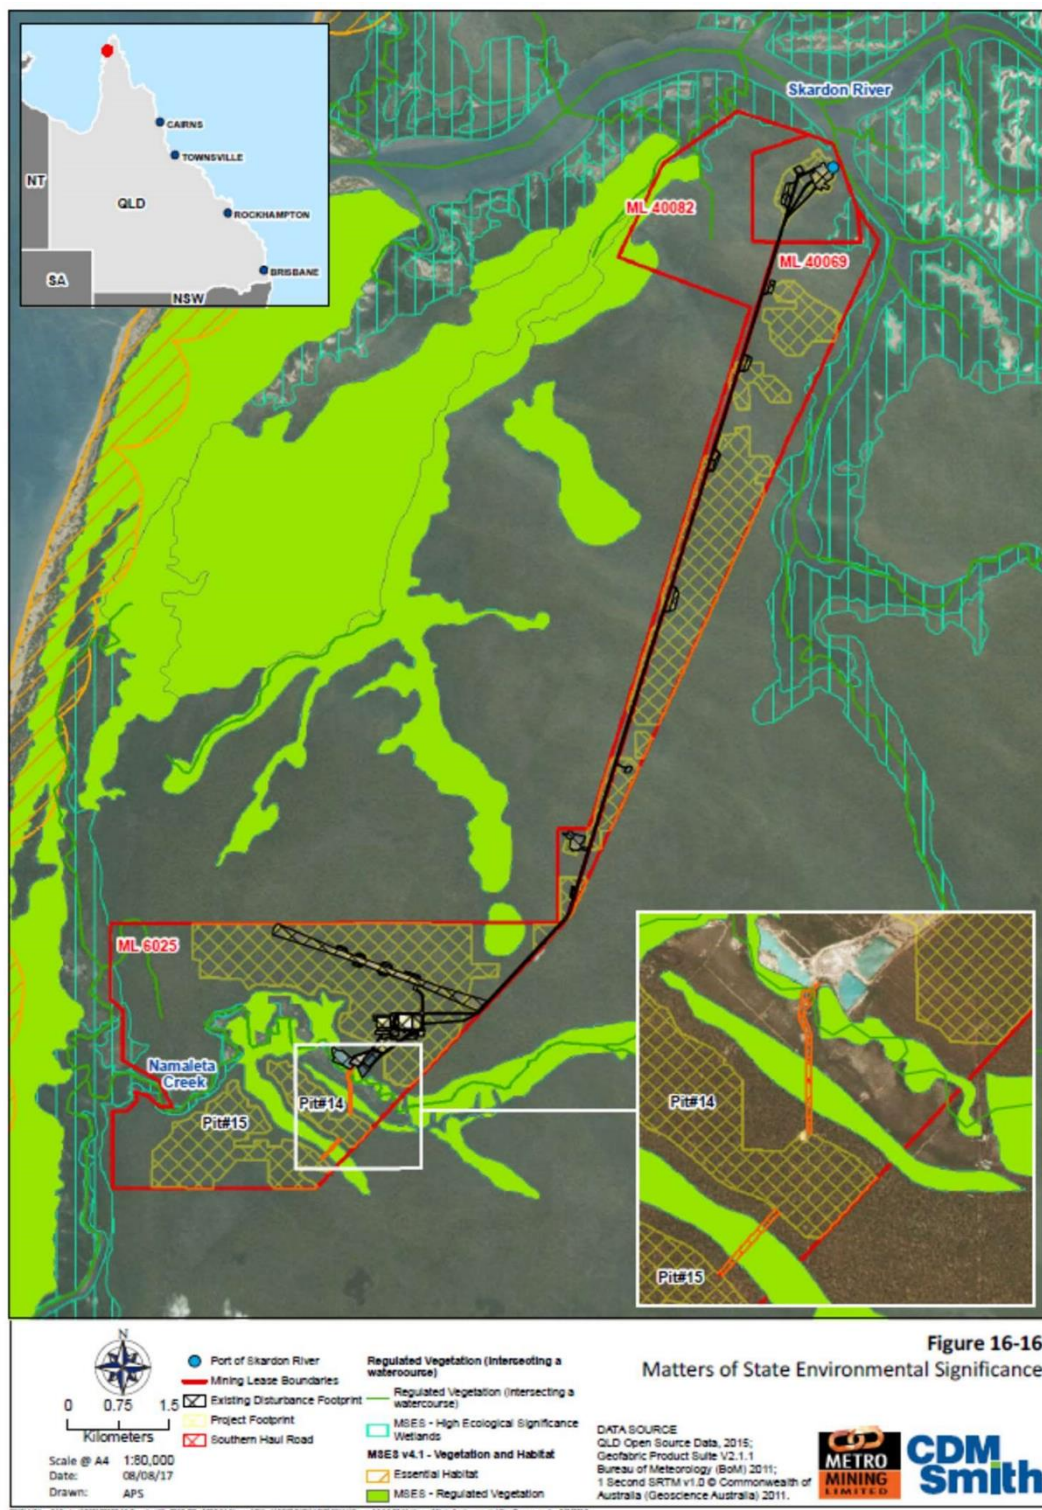 CAIRNS
TOWNSVILLE
NT
QLD
ROCKHAMPTON
BRISBANE
SA
NSW
Skardon River
ML 40082
ML 40069
ML 6025
Namaleta
Creek
Pit#14
Pit#15
Pit#14
Pit#15
N
0 0.75 1.5
Kilometers
Scale @ A4 1:80,000
Date: 08/08/17
Drawn: APS
Port of Skardon River
Mining Lease Boundaries
Existing Disturbance Footprint
Project Footprint
Southern Haul Road
Regulated Vegetation (Intersecting a
watercourse)
Regulated Vegetation (Intersecting a
watercourse)
MSES - High Ecological Significance
Wetlands
MSES v4.1 - Vegetation and Habitat
Essential Habitat
MSES - Regulated Vegetation
Figure 16-16
Matters of State Environmental Significance
DATA SOURCE
QLD Open Source Data, 2015;
Geofabric Product Suite V2.1.1
Bureau of Meteorology (BoM) 2011;
1 Second SRTM v1.0 © Commonwealth of
Australia (Geoscience Australia) 2011.
METRO
MINING
LIMITED
CDM
Smith